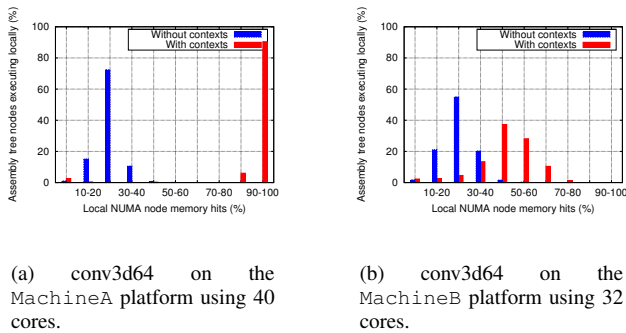 Assembly tree nodes executing locally (%)
100
80
60
40
20
0
Without contexts
With contexts
10-20 30-40 50-60 70-80 90-100
Local NUMA node memory hits (%)
(a) conv3d64 on the
MachineA platform using 40
cores.
Assembly tree nodes executing locally (%)
100
80
60
40
20
0
Without contexts
With contexts
10-20 30-40 50-60 70-80 90-100
Local NUMA node memory hits (%)
(b) conv3d64 on the
MachineB platform using 32
cores.